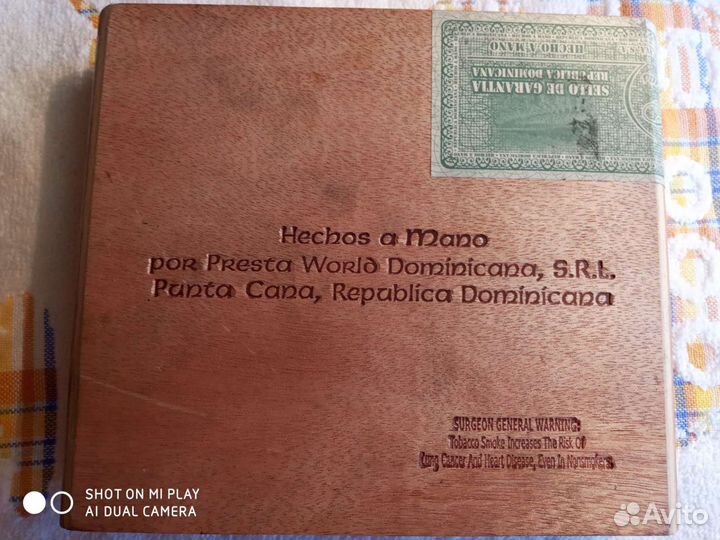 SELLO DE GARANTIA
REPUBLICA DOMINICANA
HECHO A MANO
Hechos a Mano
por Presta World Dominicana, S.R.L.
Punta Cana, Republica Dominicana
SURGEON GENERAL WARNING:
Tobacco Smoke Increases The Risk Of
Lung Cancer And Heart Disease, Even In Nonsmokers.
SHOT ON MI PLAY
AI DUAL CAMERA
Avito